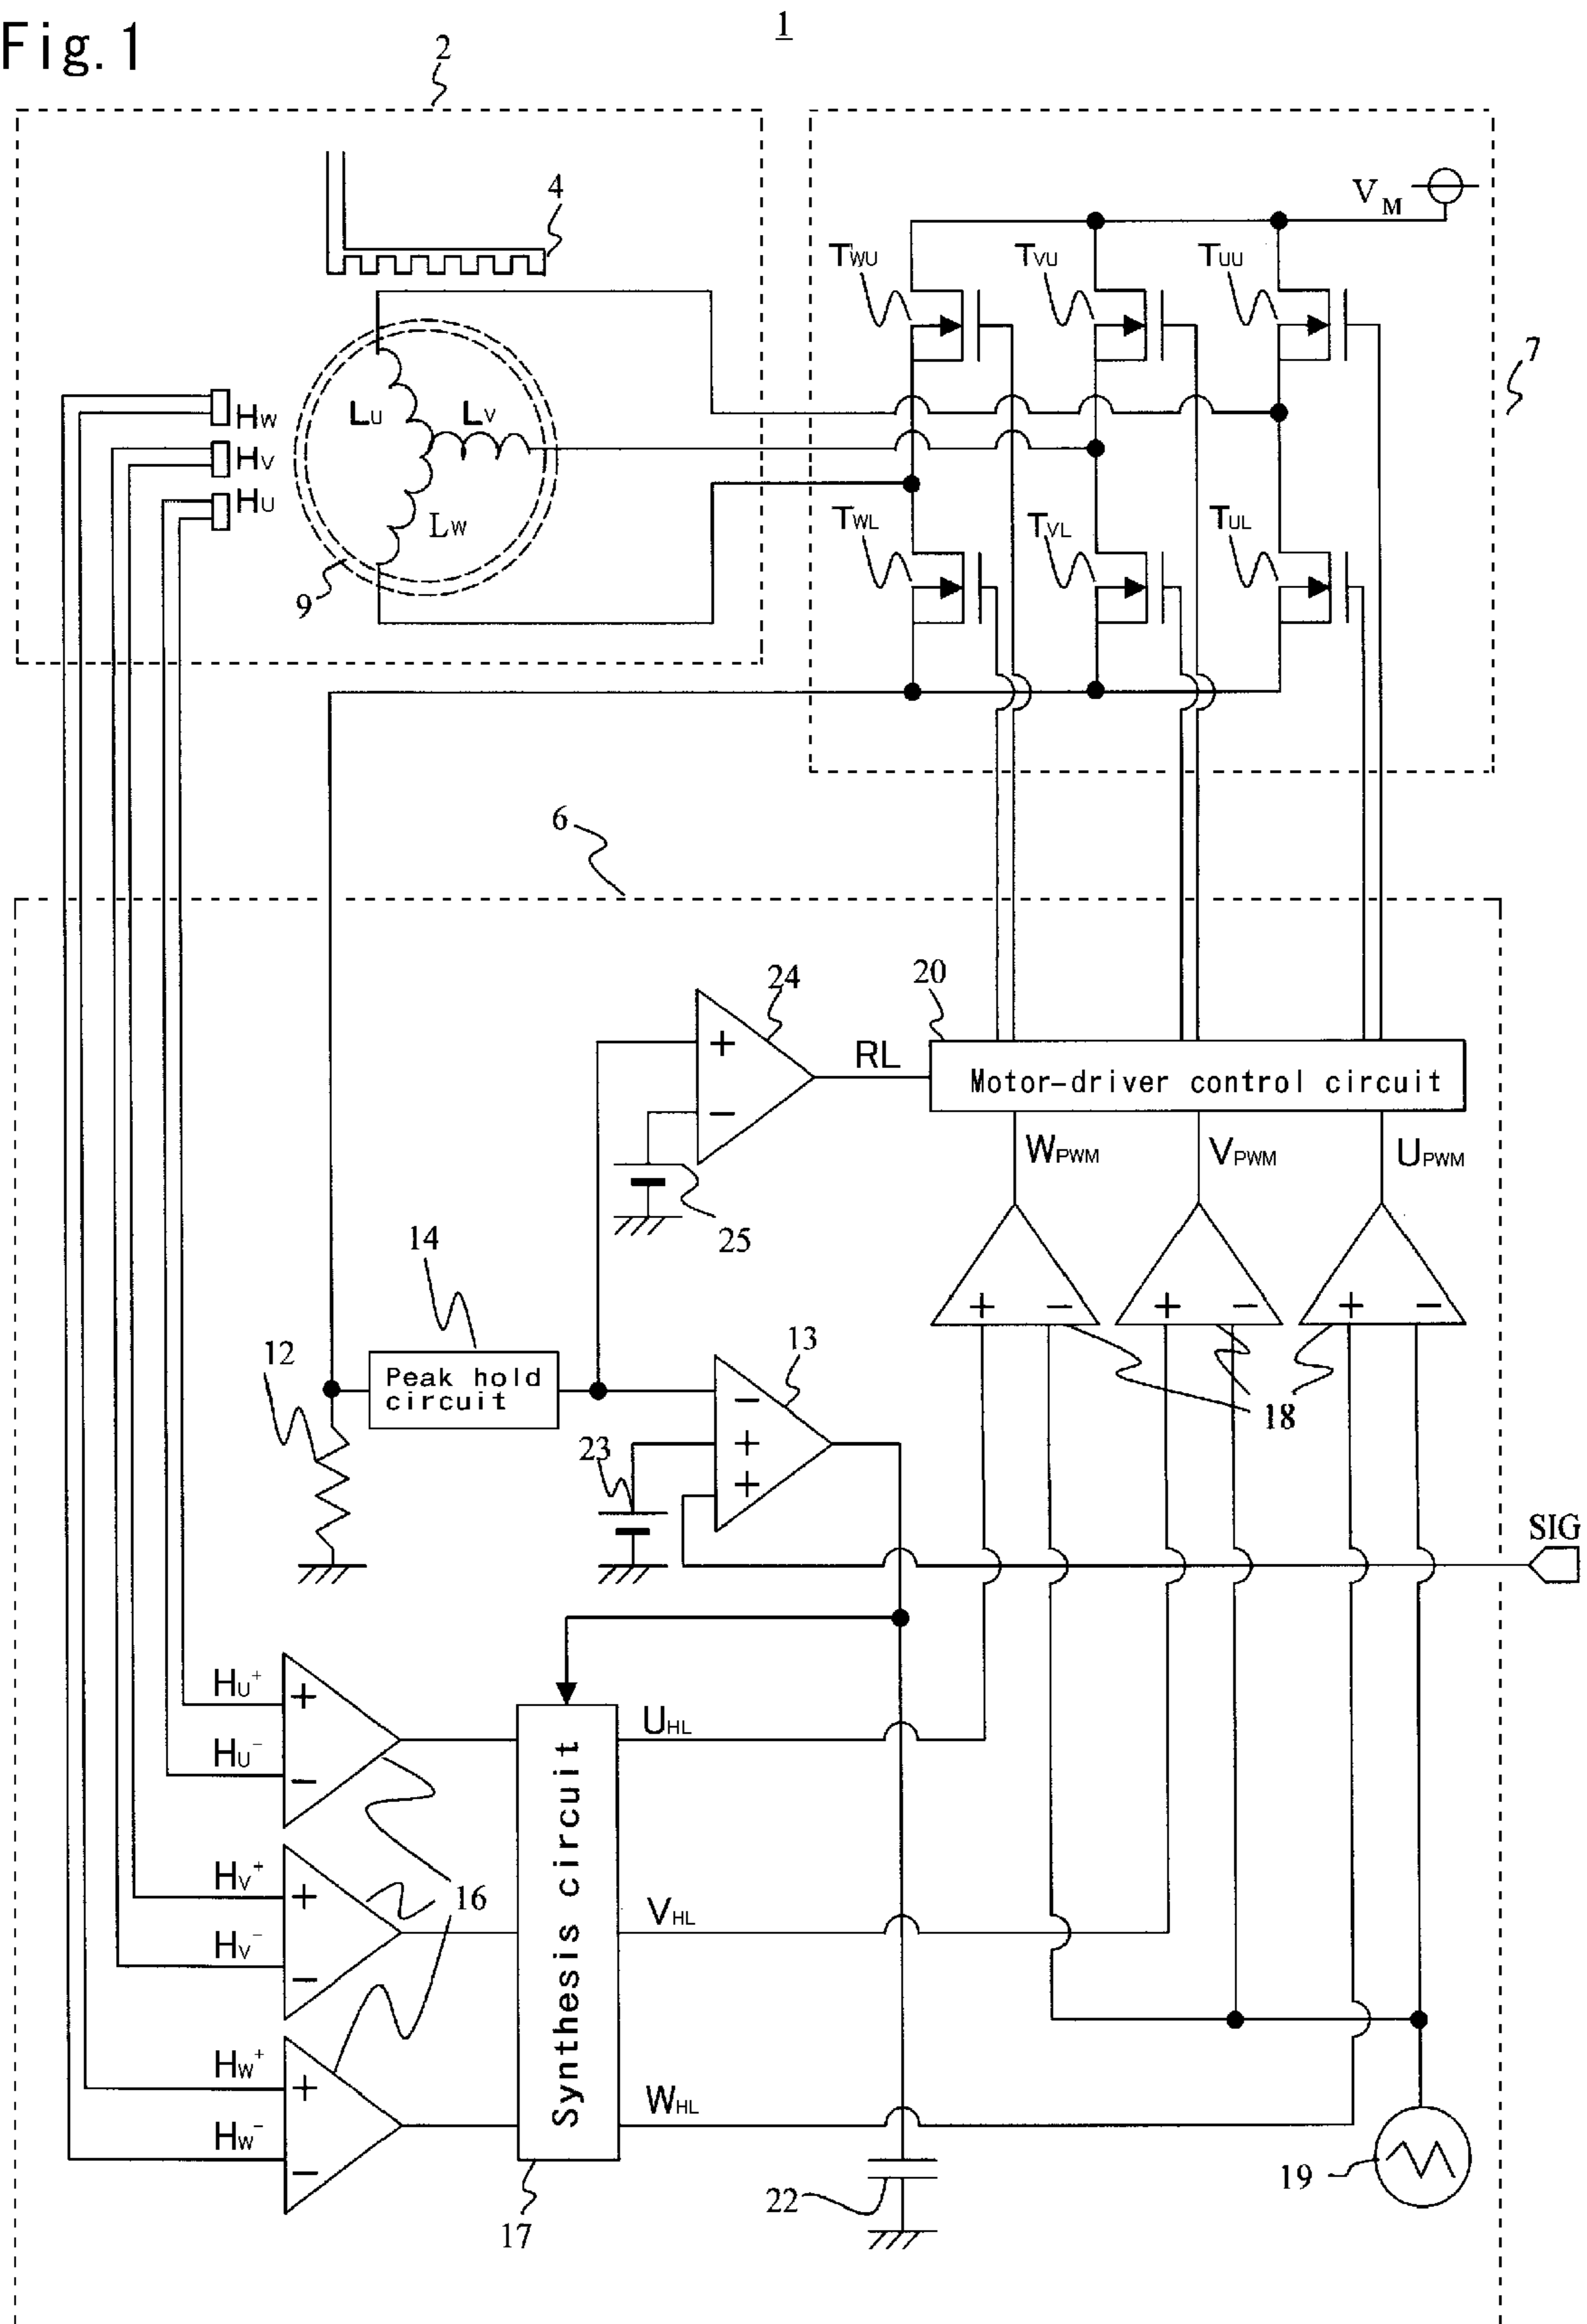 Fig.1
1
2
4
V M
TWU
TVU
TUU
7
HW
LU
LV
HV
HU
LW
TWL
TVL
TUL
9
6
24
20
+
RL
Motor-driver control circuit
−
WPWM
VPWM
UPWM
25
14
+ − + − + −
12
Peak hold
circuit
13
−
18
23
+
+
SIG
HU+
+
UHL
HU−
−
Synthesis circuit
HV+
+
16
VHL
HV−
−
HW+
+
WHL
HW−
−
19
22
17